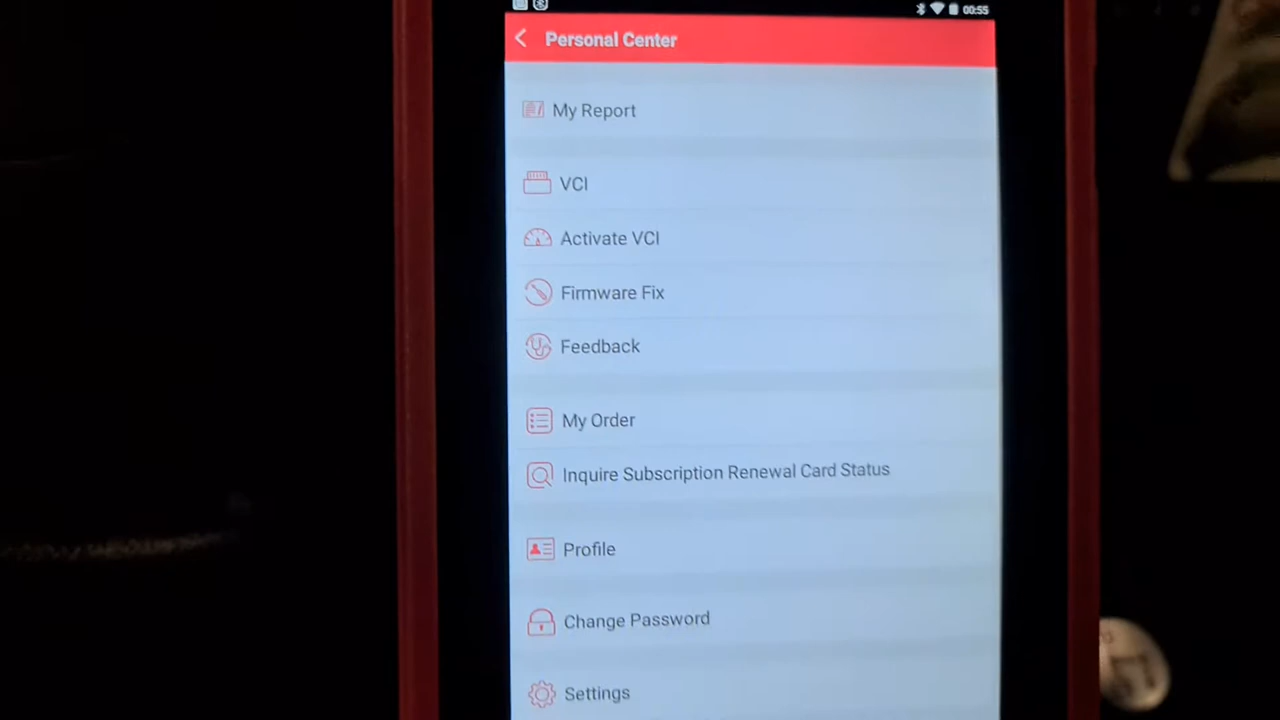 00:55
Personal Center
My Report
VCI
Activate VCI
Firmware Fix
Feedback
My Order
Inquire Subscription Renewal Card Status
Profile
Change Password
Settings